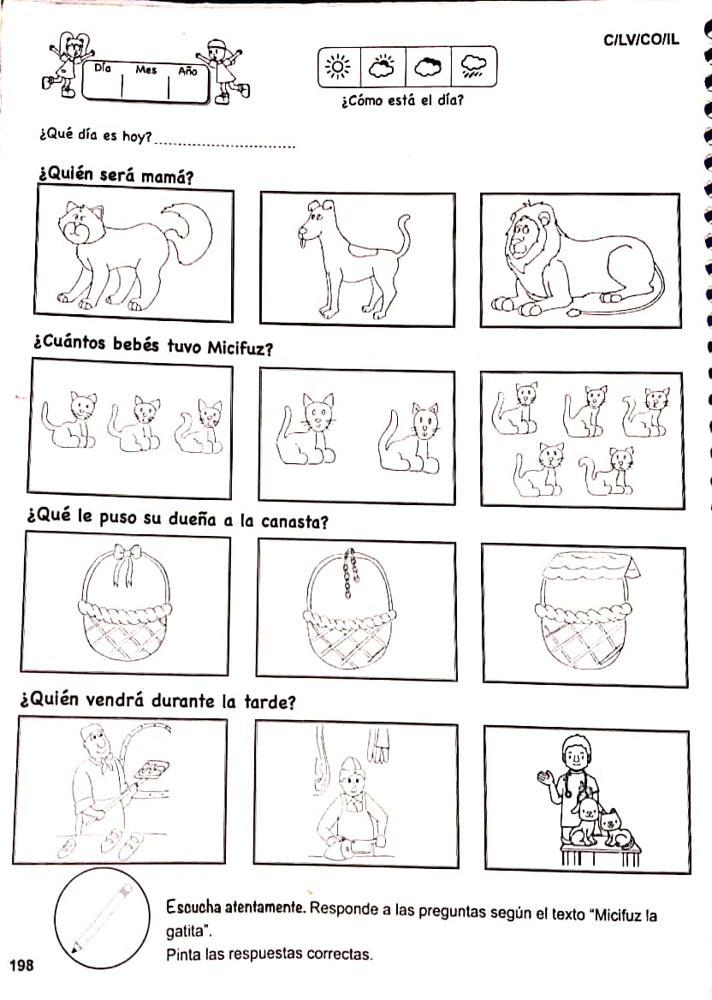 C/LV/CO/IL
Día Mes Año
¿Cómo está el día?
¿Qué día es hoy?
¿Quién será mamá?
¿Cuántos bebés tuvo Micifuz?
¿Qué le puso su dueña a la canasta?
¿Quién vendrá durante la tarde?
Escucha atentamente. Responde a las preguntas según el texto “Micifuz la
gatita”.
Pinta las respuestas correctas.
198